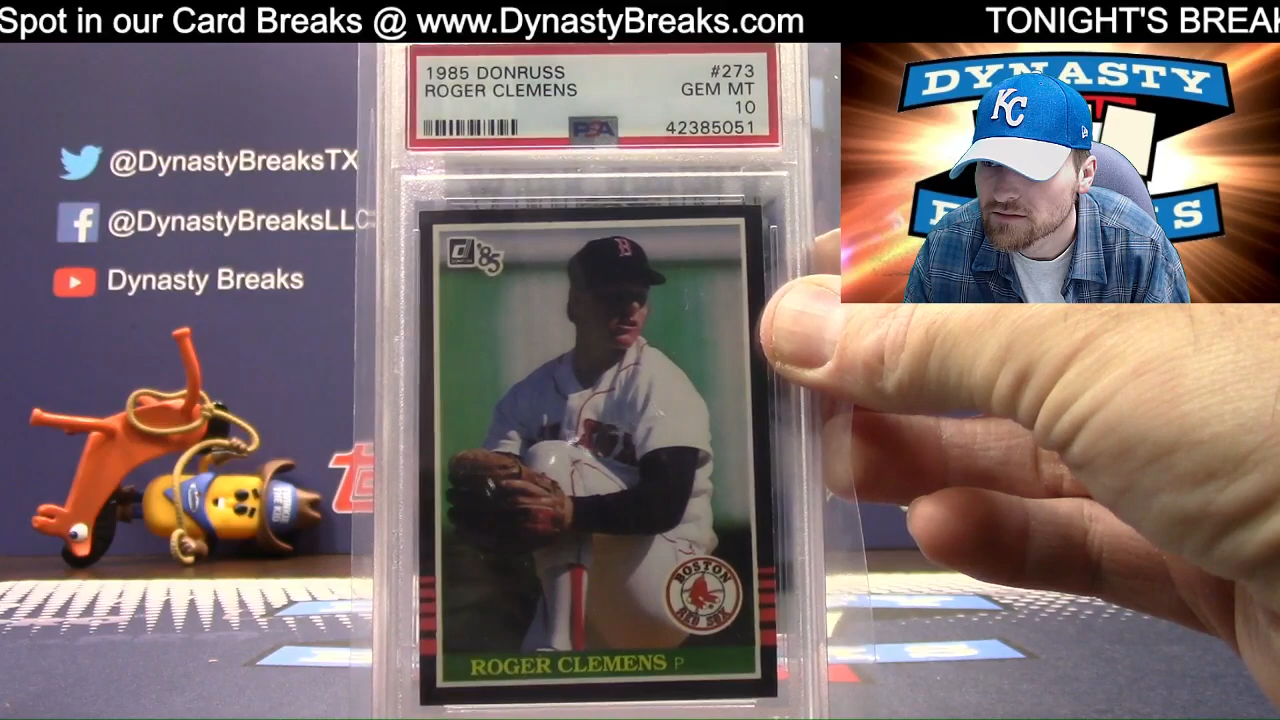 Spot in our Card Breaks @ www.DynastyBreaks.com
TONIGHT'S BREAK
1985 DONRUSS #273
ROGER CLEMENS GEM MT
10
PSA 42385051
@DynastyBreaksTX
@DynastyBreaksLLC
Dynasty Breaks
'85
BOSTON
RED SOX
ROGER CLEMENS P
DYNASTY
KC